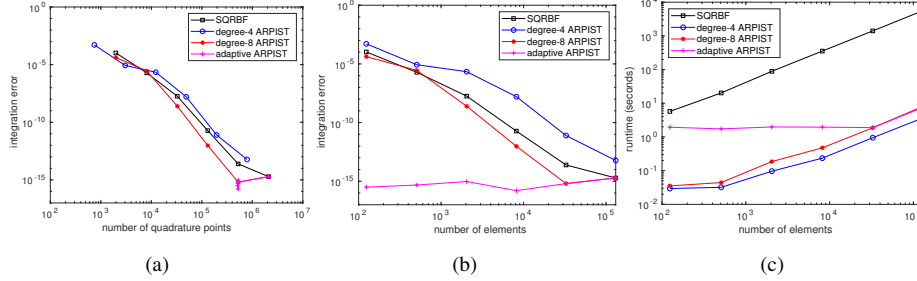 SQRBF
degree-4 ARPIST
degree-8 ARPIST
adaptive ARPIST
10^-5
10^-10
10^-15
integration error
10^2 10^3 10^4 10^5 10^6 10^7
number of quadrature points
(a)
SQRBF
degree-4 ARPIST
degree-8 ARPIST
adaptive ARPIST
10^-5
10^-10
10^-15
integration error
10^2 10^3 10^4 10^5
number of elements
(b)
SQRBF
degree-4 ARPIST
degree-8 ARPIST
adaptive ARPIST
10^4
10^3
10^2
10^1
10^0
10^-1
10^-2
runtime (seconds)
10^2 10^3 10^4
number of elements
(c)